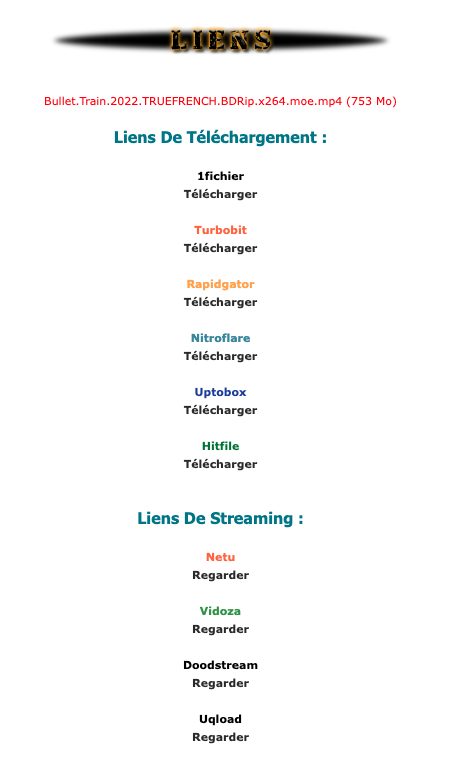 LIENS
Bullet.Train.2022.TRUEFRENCH.BDRip.x264.moe.mp4 (753 Mo)
Liens De Téléchargement :
1fichier
Télécharger
Turbobit
Télécharger
Rapidgator
Télécharger
Nitroflare
Télécharger
Uptobox
Télécharger
Hitfile
Télécharger
Liens De Streaming :
Netu
Regarder
Vidoza
Regarder
Doodstream
Regarder
Uqload
Regarder